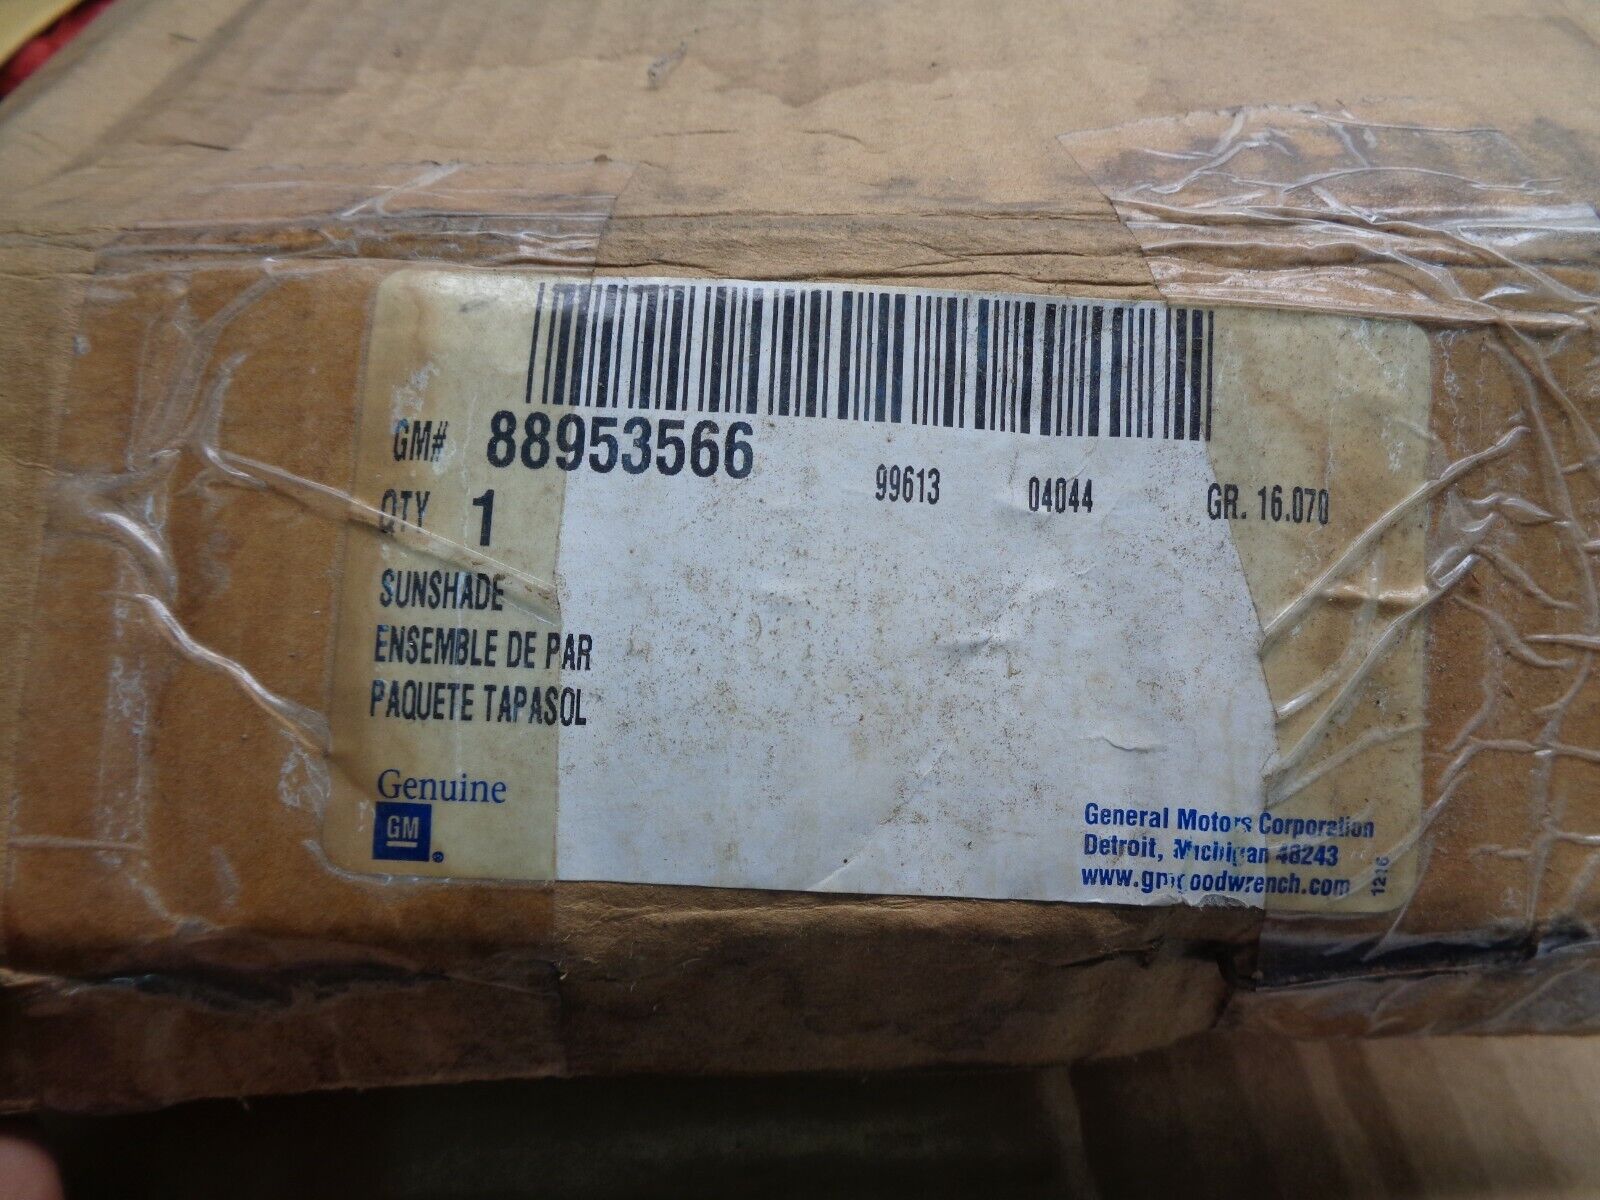 GM# 88953566
99613 04044 GR. 16.070
QTY 1
SUNSHADE
ENSEMBLE DE PAR
PAQUETE TAPASOL
Genuine
GM
General Motors Corporation
Detroit, Michigan 48243
www.gmgoodwrench.com
1216